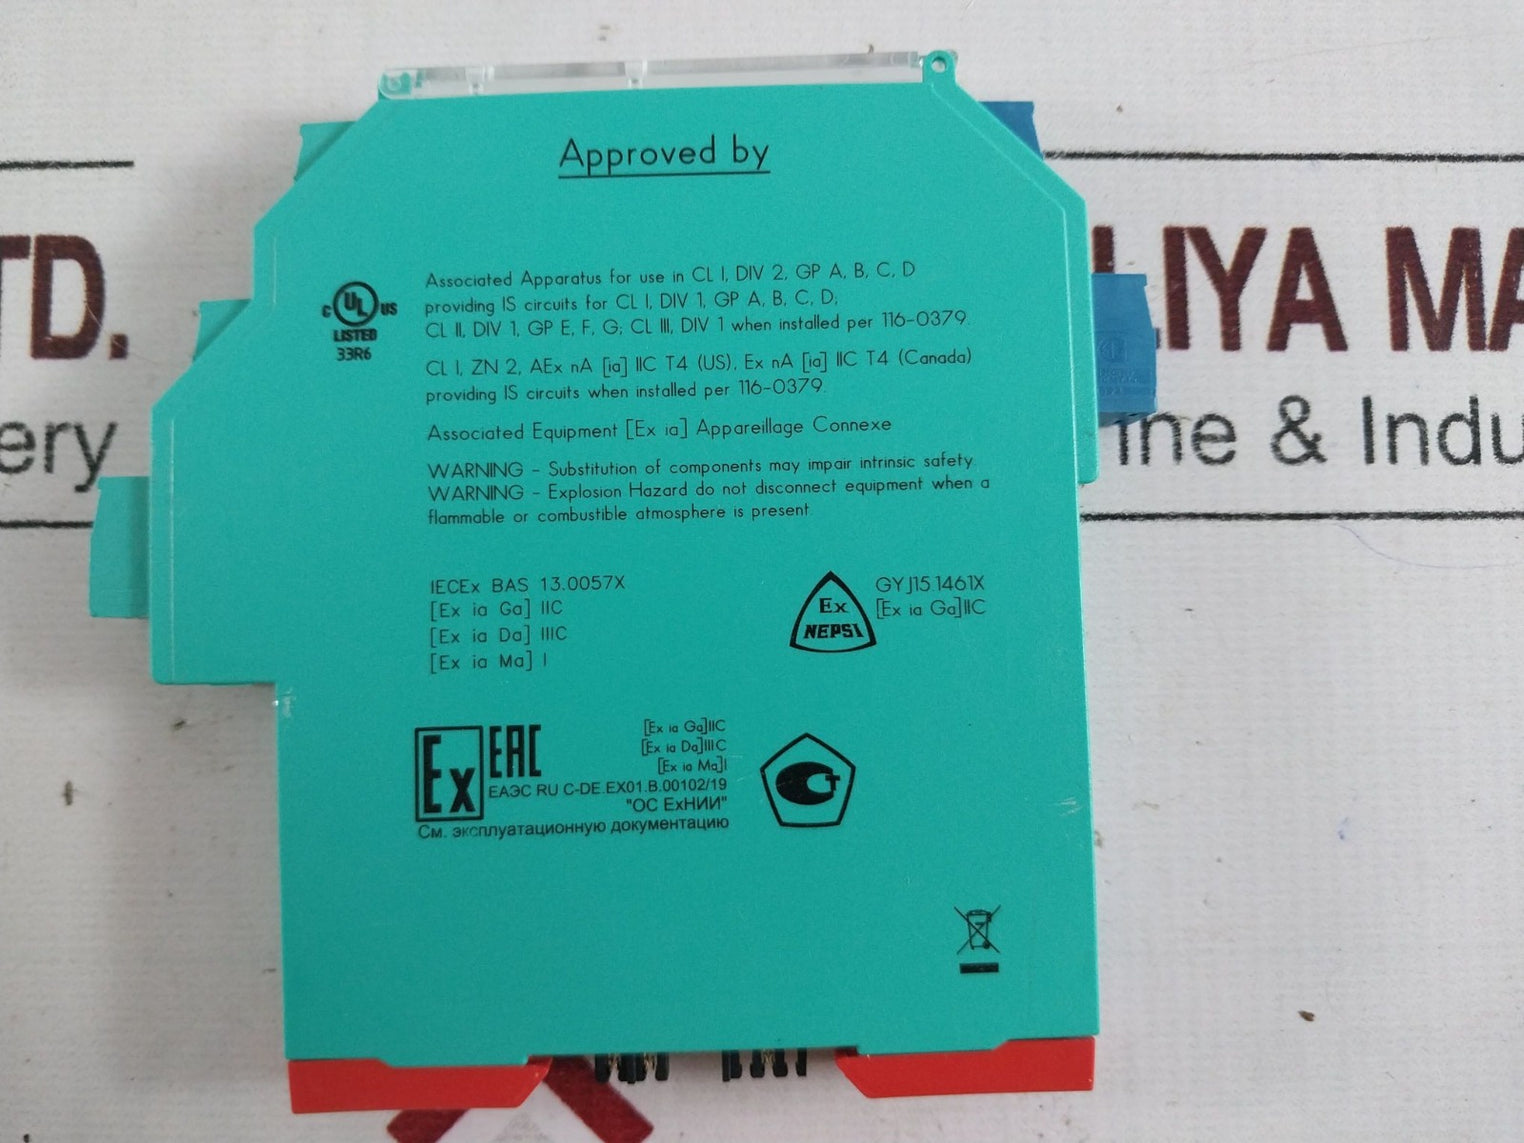 Approved by
C UL US
LISTED
33R6
Associated Apparatus for use in CL I, DIV 2, GP A, B, C, D
providing IS circuits for CL I, DIV 1, GP A, B, C, D;
CL II, DIV 1, GP E, F, G; CL III, DIV 1 when installed per 116-0379.
CL I, ZN 2, AEx nA [ia] IIC T4 (US), Ex nA [ia] IIC T4 (Canada)
providing IS circuits when installed per 116-0379.
Associated Equipment [Ex ia] Appareillage Connexe
WARNING - Substitution of components may impair intrinsic safety.
WARNING - Explosion Hazard do not disconnect equipment when a
flammable or combustible atmosphere is present.
IECEx BAS 13.0057X
[Ex ia Ga] IIC
[Ex ia Da] IIIC
[Ex ia Ma] I
Ex
NEPSI
GYJ15.1461X
[Ex ia Ga]IIC
Ex
EAC
[Ex ia Ga]IIC
[Ex ia Da]IIIC
[Ex ia Ma]I
ЕАЭС RU C-DE.EX01.B.00102/19
"ОС ЕхНИИ"
См. эксплуатационную документацию
TD.
LIYA MA
ery
ine & Indu